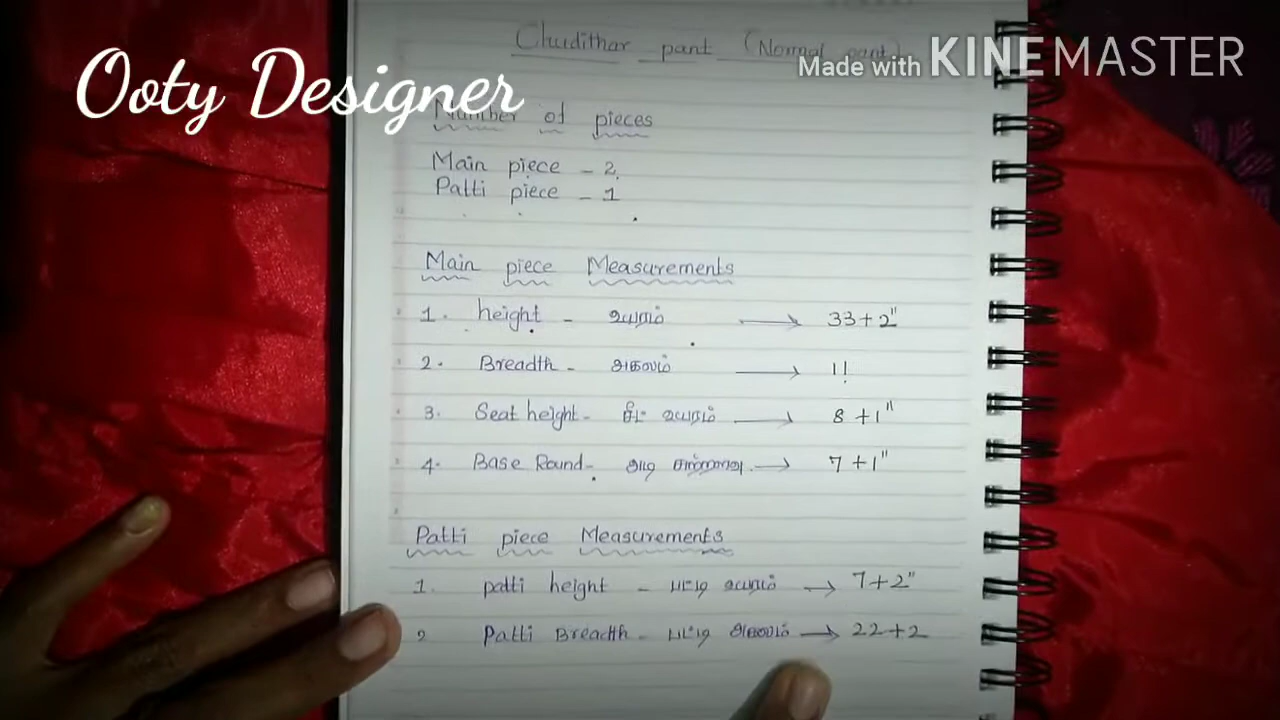 Ooty Designer
Made with KINEMASTER
Chudithar pant (Normal pant)
Number of pieces
Main piece - 2
Patti piece - 1
Main piece Measurements
1. height - உயரம் → 33+2"
2. Breadth - அகலம் → 11
3. Seat height - சீட் உயரம் → 8+1"
4. Base Round - அடி சுற்றளவு → 7+1"
Patti piece Measurements
1. patti height - பட்டி உயரம் → 7+2"
2 Patti Breadth - பட்டி அகலம் → 22+2